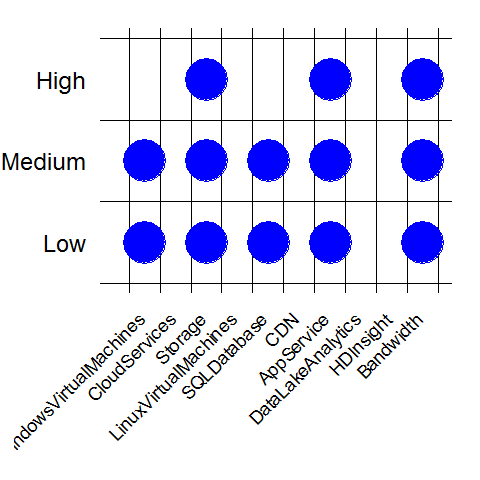 High
Medium
Low
ndowsVirtualMachines
CloudServices
Storage
LinuxVirtualMachines
SQLDatabase
CDN
AppService
DataLakeAnalytics
HDInsight
Bandwidth